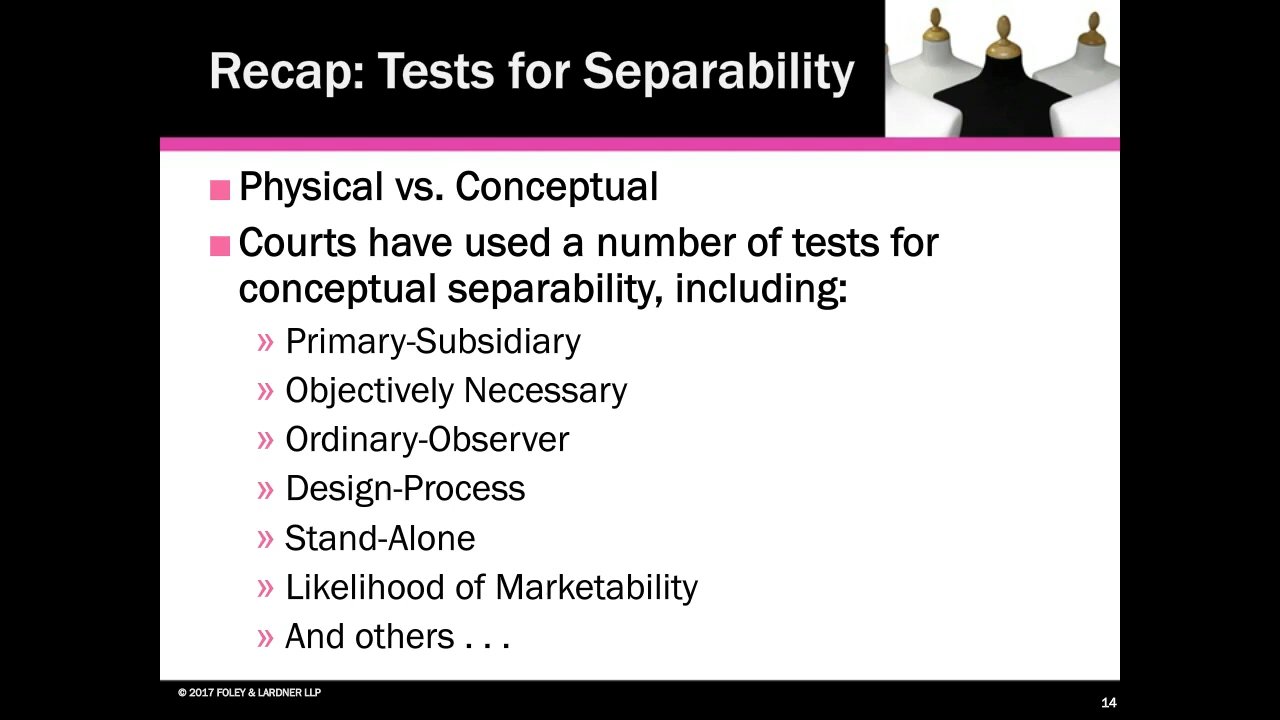 Recap: Tests for Separability
■ Physical vs. Conceptual
■ Courts have used a number of tests for
conceptual separability, including:
» Primary-Subsidiary
» Objectively Necessary
» Ordinary-Observer
» Design-Process
» Stand-Alone
» Likelihood of Marketability
» And others . . .
© 2017 FOLEY & LARDNER LLP
14